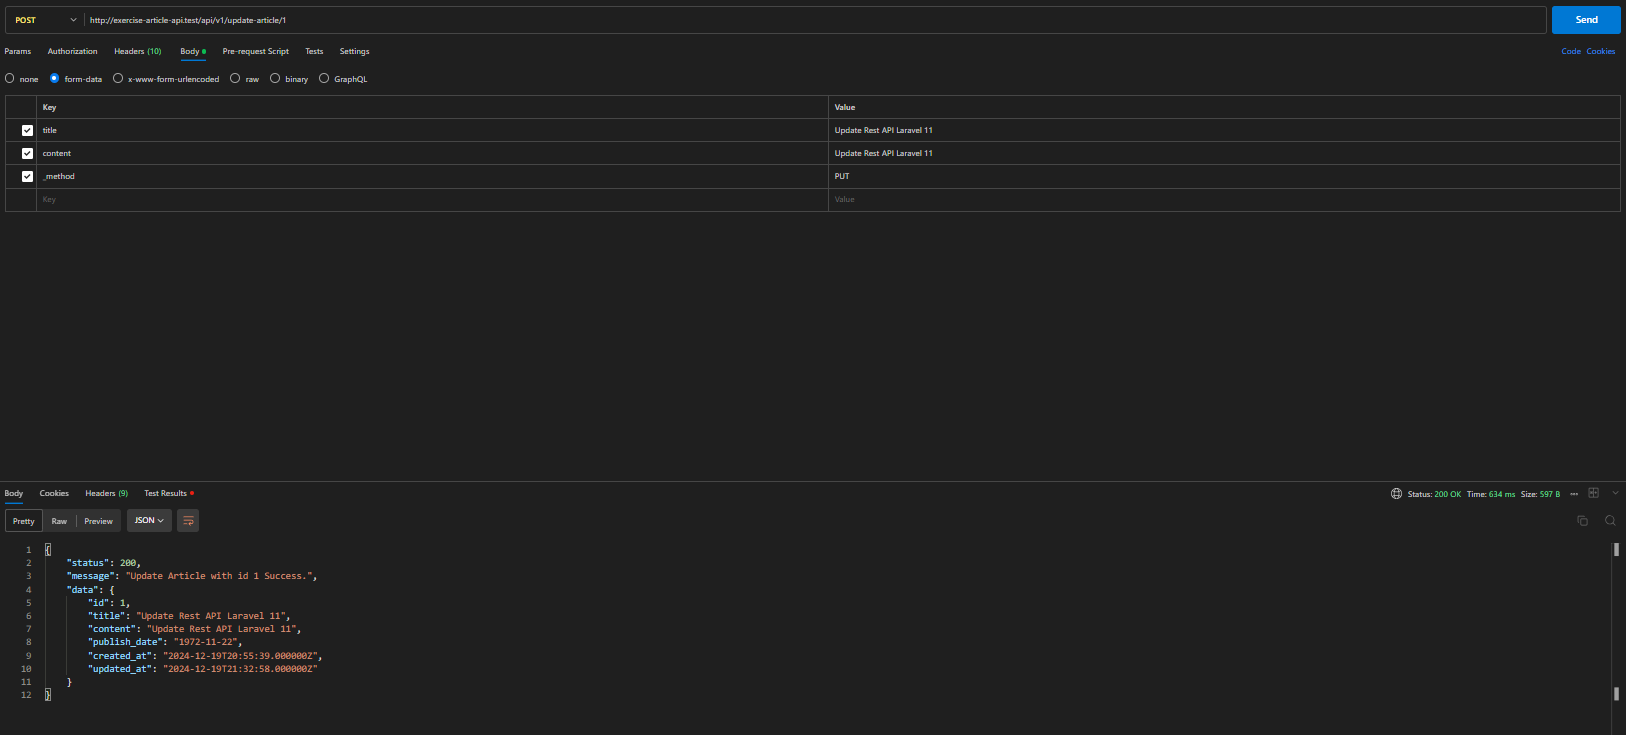 POST http://exercise-article-api.test/api/v1/update-article/1 Send
Params Authorization Headers (10) Body Pre-request Script Tests Settings Code Cookies
none form-data x-www-form-urlencoded raw binary GraphQL
Key Value
title Update Rest API Laravel 11
content Update Rest API Laravel 11
_method PUT
Key Value
Body Cookies Headers (9) Test Results Status: 200 OK Time: 634 ms Size: 597 B
Pretty Raw Preview JSON
1 {
2 "status": 200,
3 "message": "Update Article with id 1 Success.",
4 "data": {
5 "id": 1,
6 "title": "Update Rest API Laravel 11",
7 "content": "Update Rest API Laravel 11",
8 "publish_date": "1972-11-22",
9 "created_at": "2024-12-19T20:55:39.000000Z",
10 "updated_at": "2024-12-19T21:32:58.000000Z"
11 }
12 }